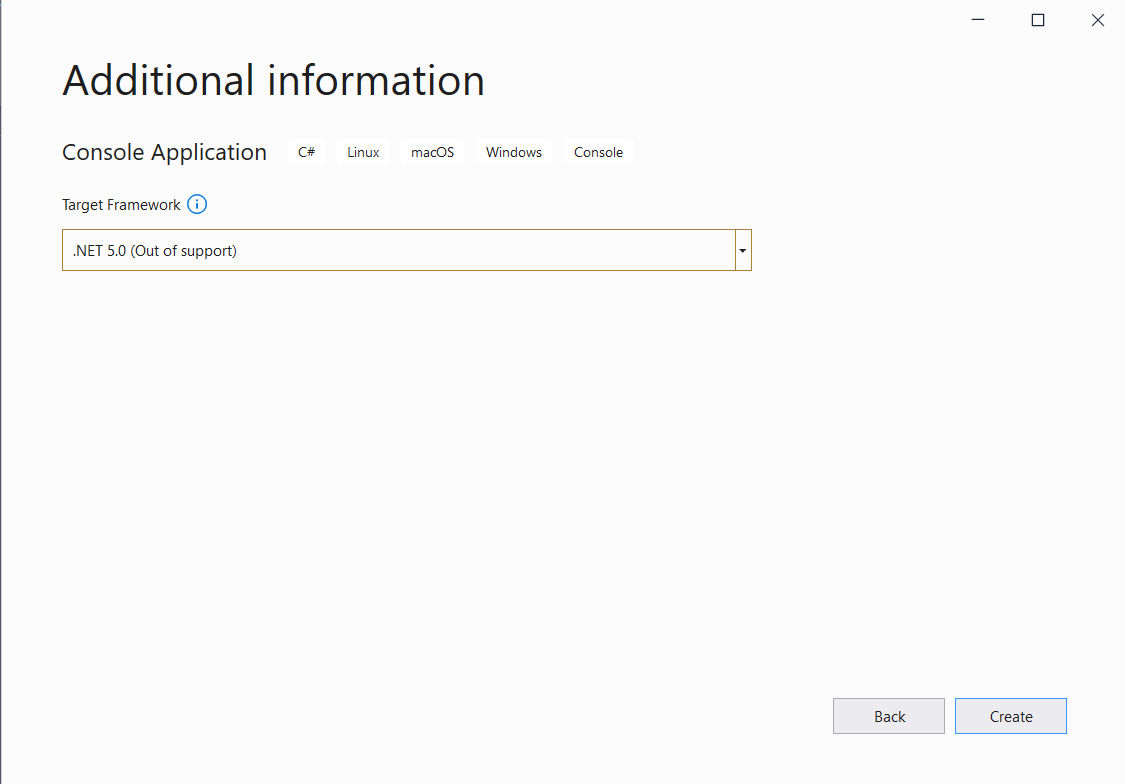 Additional information
Console Application C# Linux macOS Windows Console
Target Framework
.NET 5.0 (Out of support)
Back Create